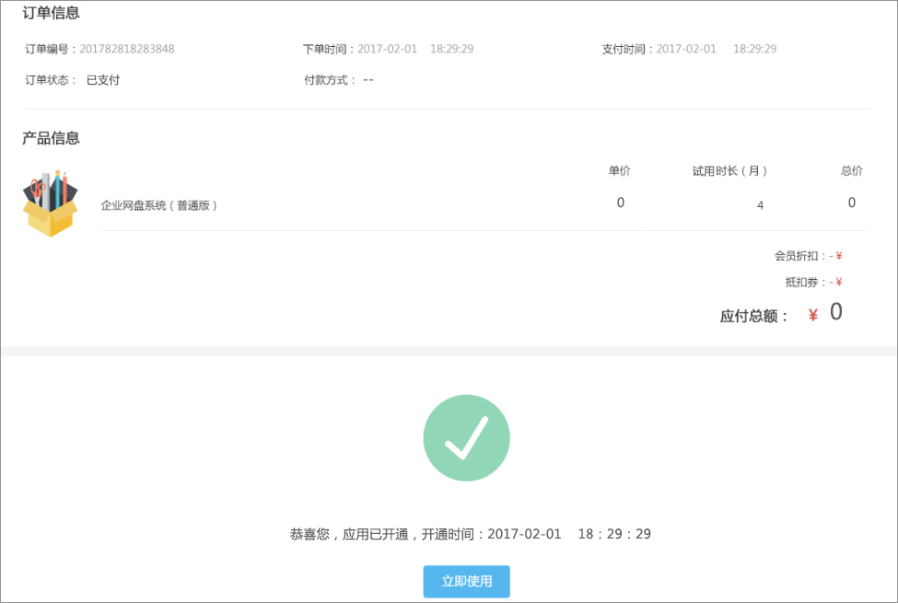 订单信息
订单编号：201782818283848 下单时间：2017-02-01 18:29:29 支付时间：2017-02-01 18:29:29
订单状态： 已支付 付款方式： --
产品信息
单价 试用时长（月） 总价
企业网盘系统（普通版） 0 4 0
会员折扣：-¥
抵扣券：-¥
应付总额： ¥ 0
恭喜您，应用已开通，开通时间：2017-02-01 18：29：29
立即使用